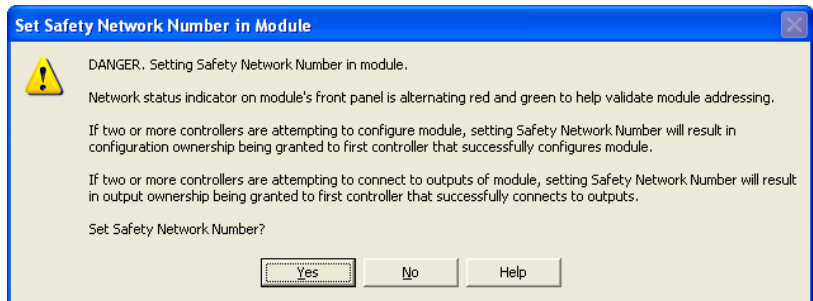 Set Safety Network Number in Module
DANGER. Setting Safety Network Number in module.
Network status indicator on module's front panel is alternating red and green to help validate module addressing.
If two or more controllers are attempting to configure module, setting Safety Network Number will result in
configuration ownership being granted to first controller that successfully configures module.
If two or more controllers are attempting to connect to outputs of module, setting Safety Network Number will result
in output ownership being granted to first controller that successfully connects to outputs.
Set Safety Network Number?
Yes No Help